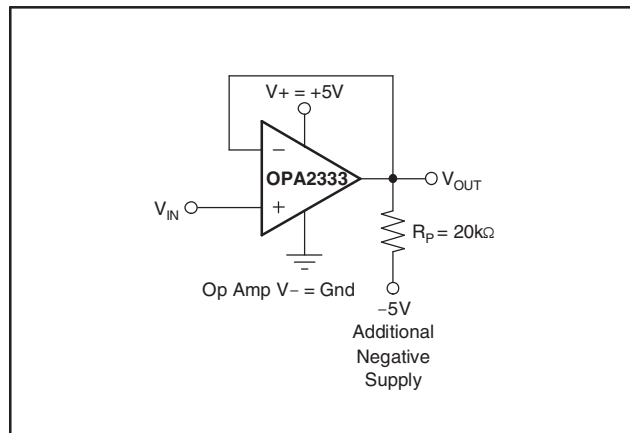 V+ = +5V
−
OPA2333
V_OUT
V_IN
+
R_P = 20kΩ
Op Amp V− = Gnd
−5V
Additional
Negative
Supply